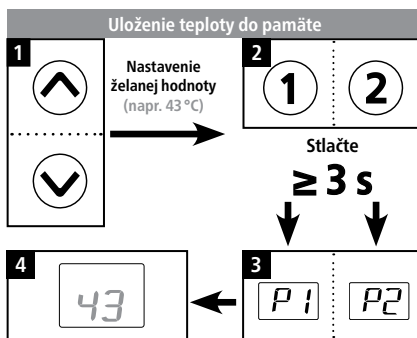 Uloženie teploty do pamäte
1
Nastavenie
želanej hodnoty
(napr. 43 °C)
2
1 2
Stlačte
≥ 3 s
3
P1 P2
4
43